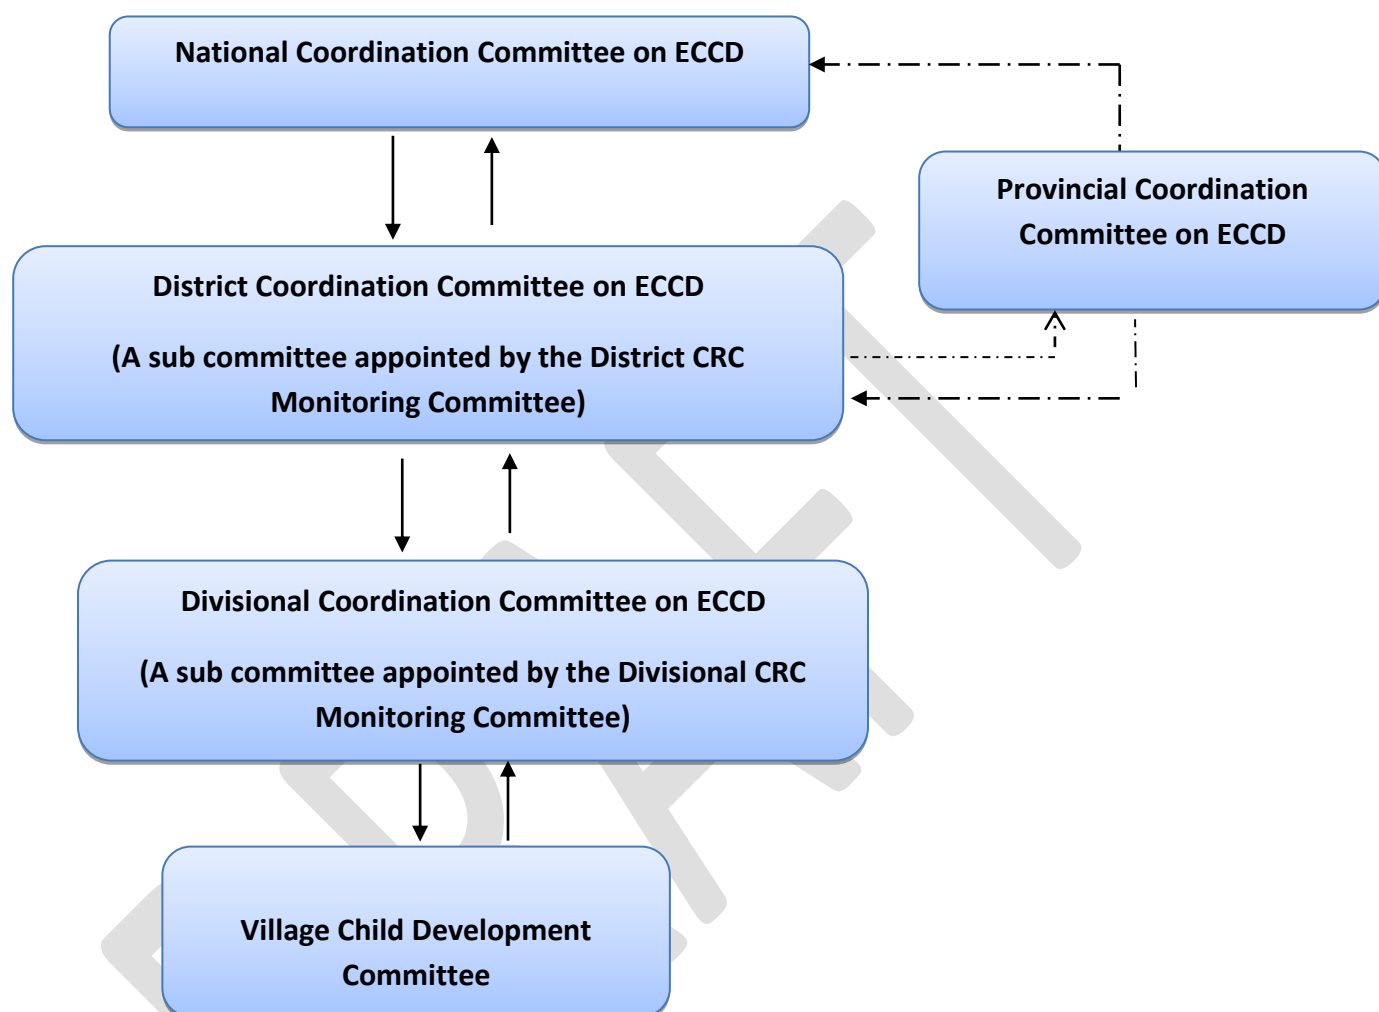 National Coordination Committee on ECCD
Provincial Coordination
Committee on ECCD
District Coordination Committee on ECCD
(A sub committee appointed by the District CRC
Monitoring Committee)
Divisional Coordination Committee on ECCD
(A sub committee appointed by the Divisional CRC
Monitoring Committee)
Village Child Development
Committee
DRAFT